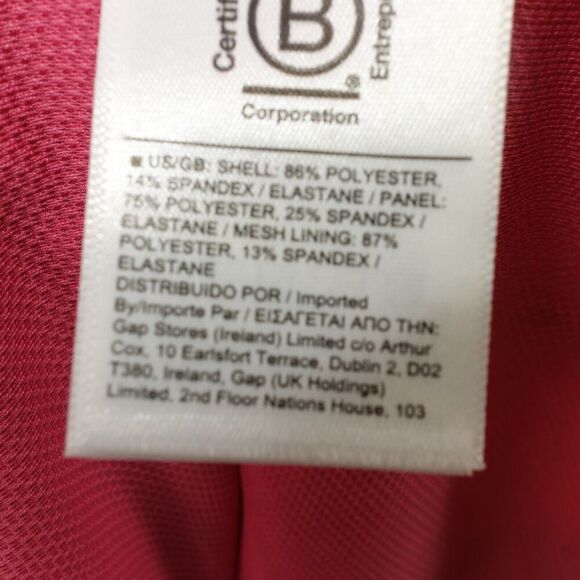 Certifi
B
Entrep
®
Corporation
US/GB: SHELL: 86% POLYESTER,
14% SPANDEX / ELASTANE / PANEL:
75% POLYESTER, 25% SPANDEX /
ELASTANE / MESH LINING: 87%
POLYESTER, 13% SPANDEX /
ELASTANE
DISTRIBUIDO POR / Imported
By/Importe Par / ΕΙΣΑΓΕΤΑΙ ΑΠΟ ΤΗΝ:
Gap Stores (Ireland) Limited c/o Arthur
Cox, 10 Earlsfort Terrace, Dublin 2, D02
T380, Ireland, Gap (UK Holdings)
Limited, 2nd Floor Nations House, 103